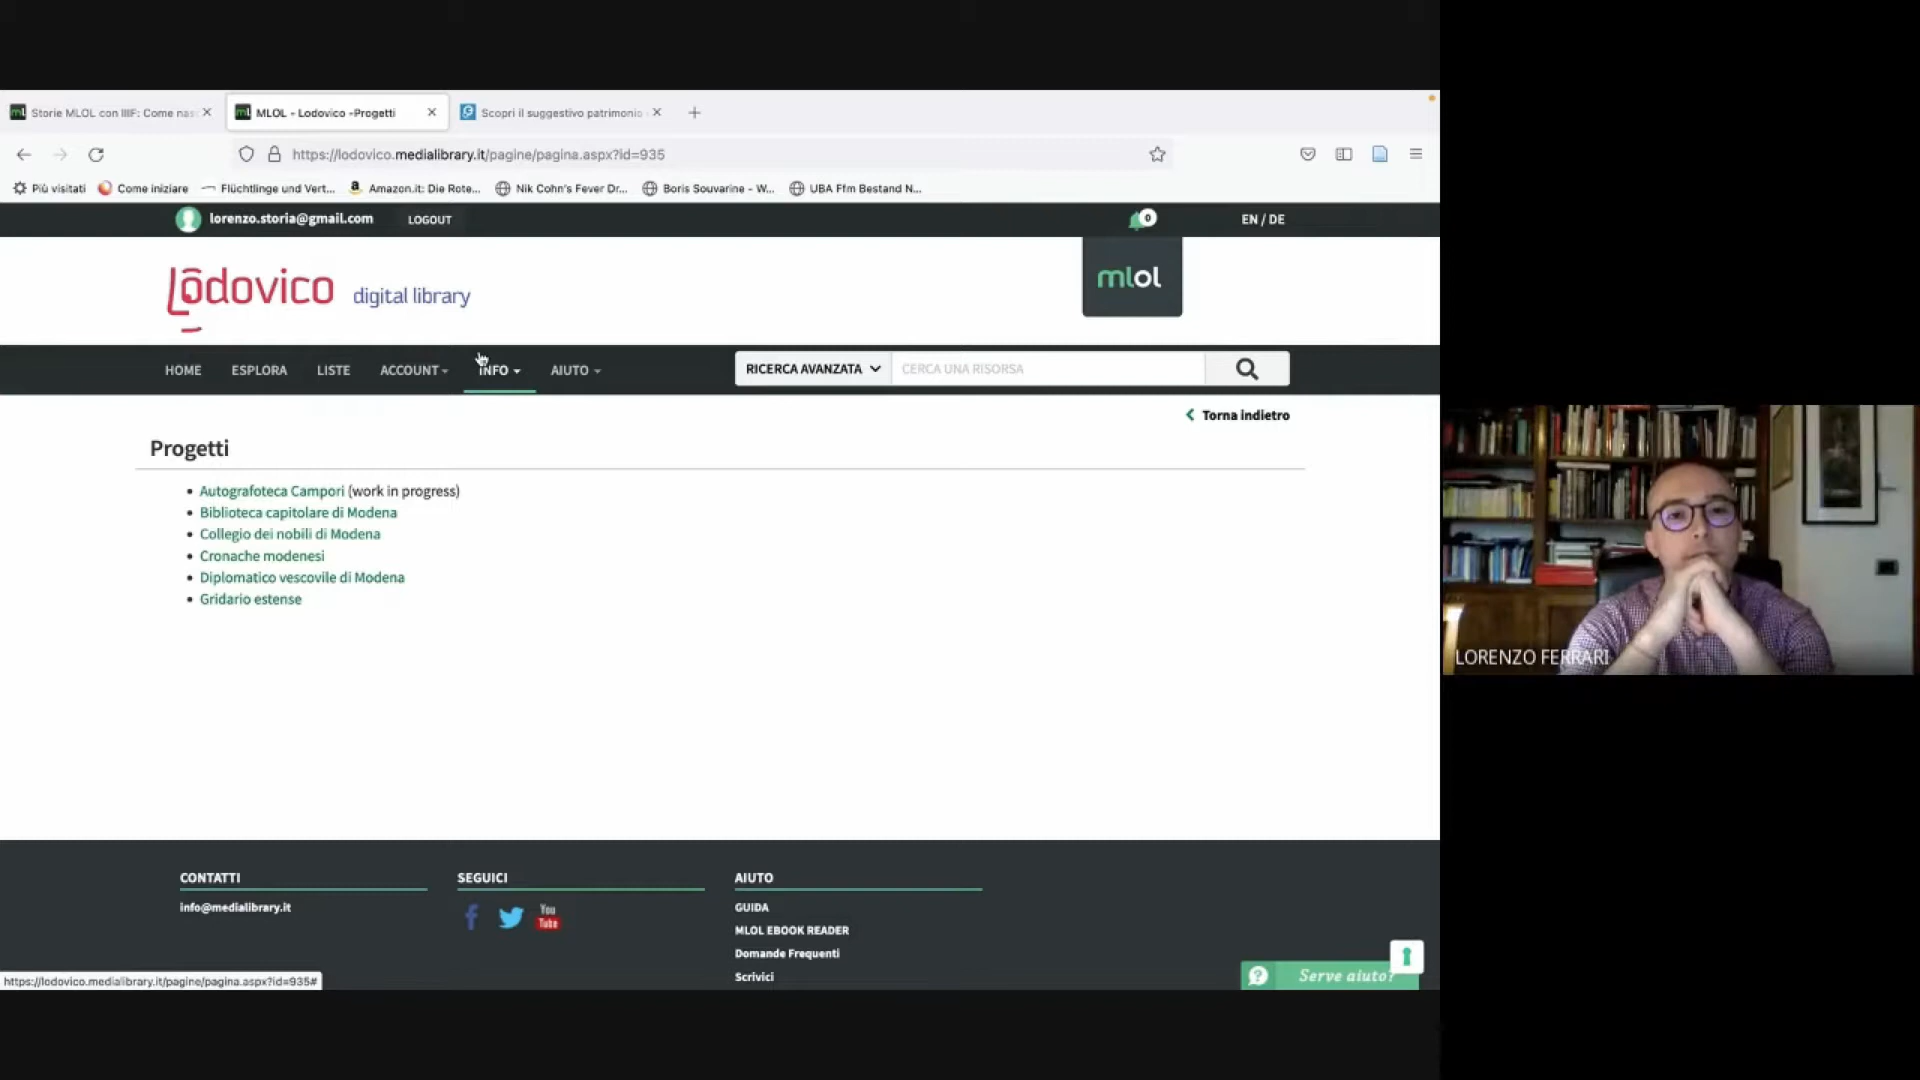 Storie MLOL con IIIF: Come nas
MLOL - Lodovico -Progetti
Scopri il suggestivo patrimonio
https://lodovico.medialibrary.it/pagine/pagina.aspx?id=935
Più visitati
Come iniziare
Flüchtlinge und Vert...
Amazon.it: Die Rote...
Nik Cohn's Fever Dr...
Boris Souvarine - W...
UBA Ffm Bestand N...
lorenzo.storia@gmail.com
LOGOUT
0
EN / DE
Lodovico digital library
mlol
HOME
ESPLORA
LISTE
ACCOUNT
INFO
AIUTO
RICERCA AVANZATA
CERCA UNA RISORSA
Torna indietro
Progetti
Autografoteca Campori (work in progress)
Biblioteca capitolare di Modena
Collegio dei nobili di Modena
Cronache modenesi
Diplomatico vescovile di Modena
Gridario estense
LORENZO FERRARI
CONTATTI
info@medialibrary.it
SEGUICI
You
Tube
AIUTO
GUIDA
MLOL EBOOK READER
Domande Frequenti
Scrivici
Serve aiuto?
https://lodovico.medialibrary.it/pagine/pagina.aspx?id=935#